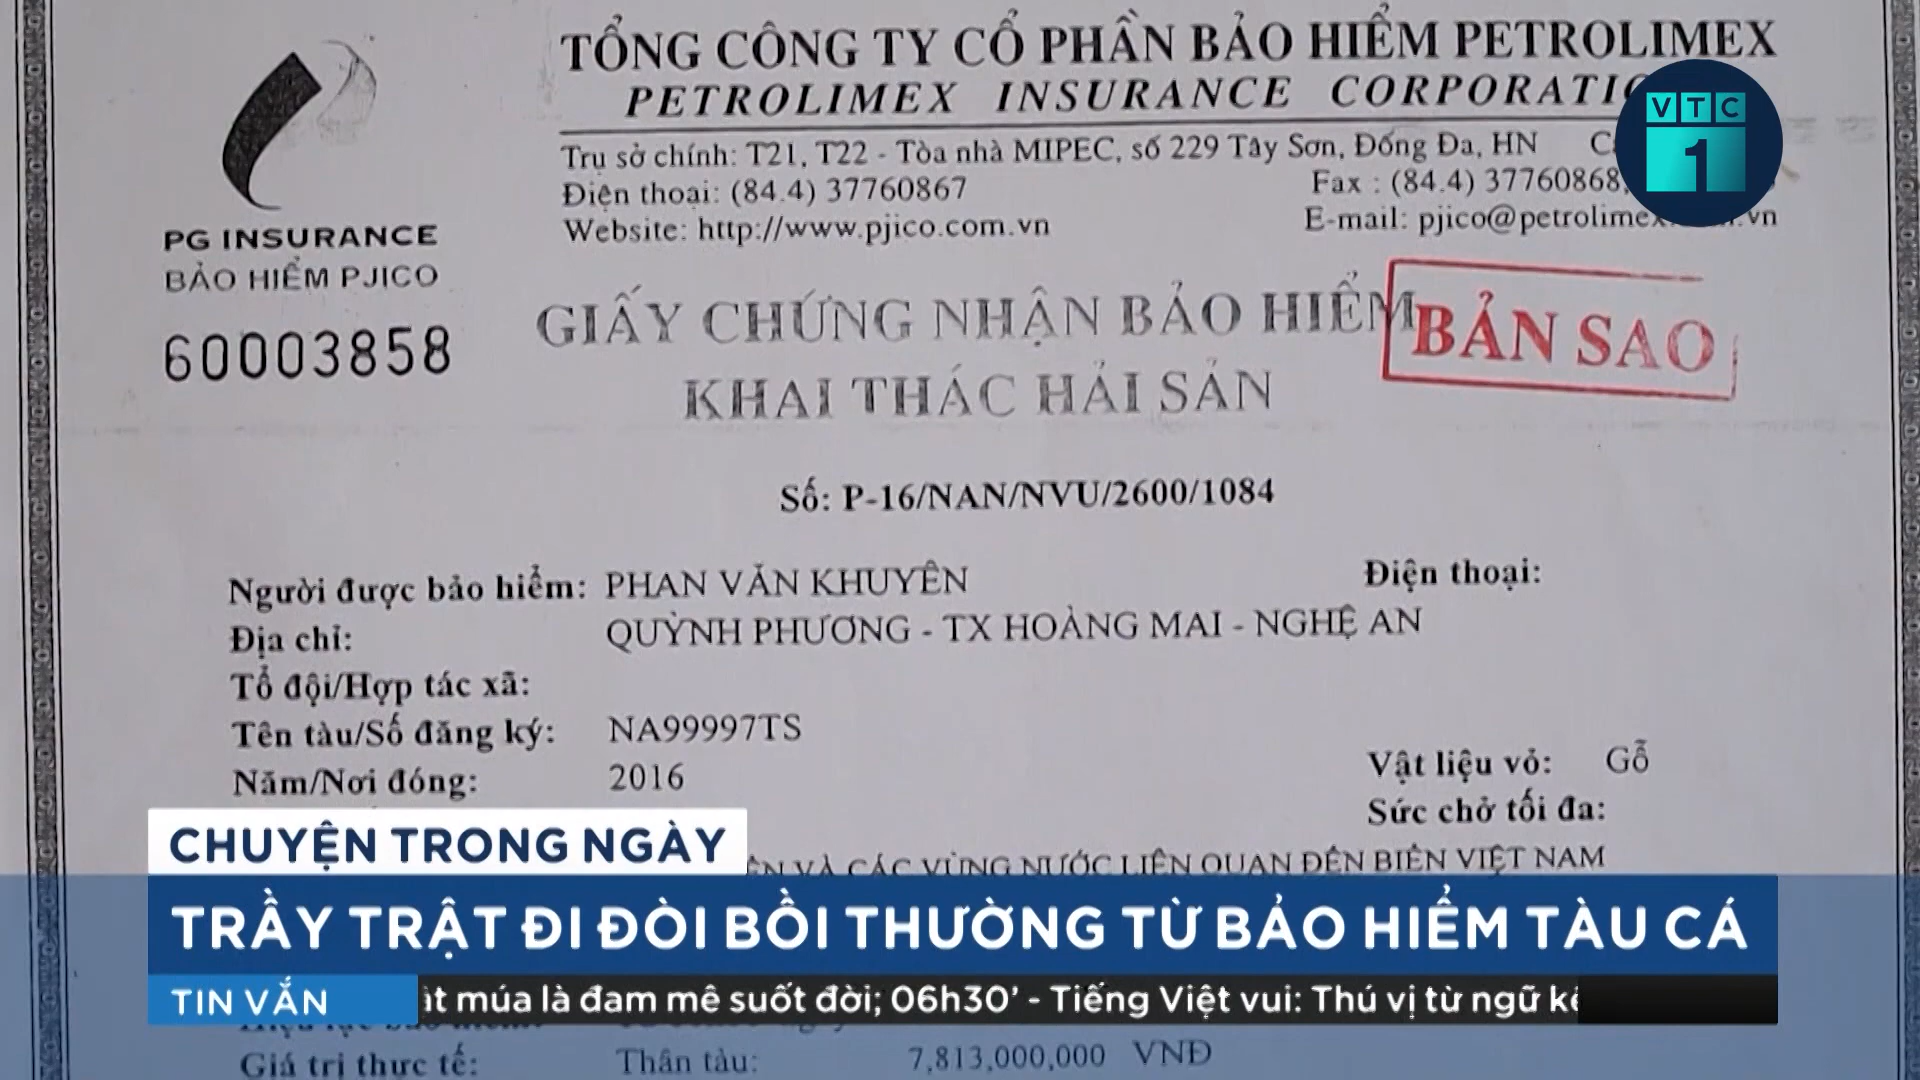 TỔNG CÔNG TY CỔ PHẦN BẢO HIỂM PETROLIMEX
PETROLIMEX INSURANCE CORPORATIO
VTC
1
Trụ sở chính: T21, T22 - Tòa nhà MIPEC, số 229 Tây Sơn, Đống Đa, HN
Điện thoại: (84.4) 37760867 Fax : (84.4) 37760868,
Website: http://www.pjico.com.vn E-mail: pjico@petrolimex .vn
PG INSURANCE
BẢO HIỂM PJICO
60003858
GIẤY CHỨNG NHẬN BẢO HIỂM
KHAI THÁC HẢI SẢN
BẢN SAO
Số: P-16/NAN/NVU/2600/1084
Người được bảo hiểm: PHAN VĂN KHUYÊN Điện thoại:
Địa chỉ: QUỲNH PHƯƠNG - TX HOÀNG MAI - NGHỆ AN
Tổ đội/Hợp tác xã:
Tên tàu/Số đăng ký: NA99997TS
Năm/Nơi đóng: 2016 Vật liệu vỏ: Gỗ
Sức chở tối đa:
VÀ CÁC VÙNG NƯỚC LIÊN QUAN ĐẾN BIỂN VIỆT NAM
CHUYỆN TRONG NGÀY
TRẦY TRẬT ĐI ĐÒI BỒI THƯỜNG TỪ BẢO HIỂM TÀU CÁ
TIN VẮN múa là đam mê suốt đời; 06h30' - Tiếng Việt vui: Thú vị từ ngữ
Giá trị thực tế: Thân tàu: 7,813,000,000 VNĐ